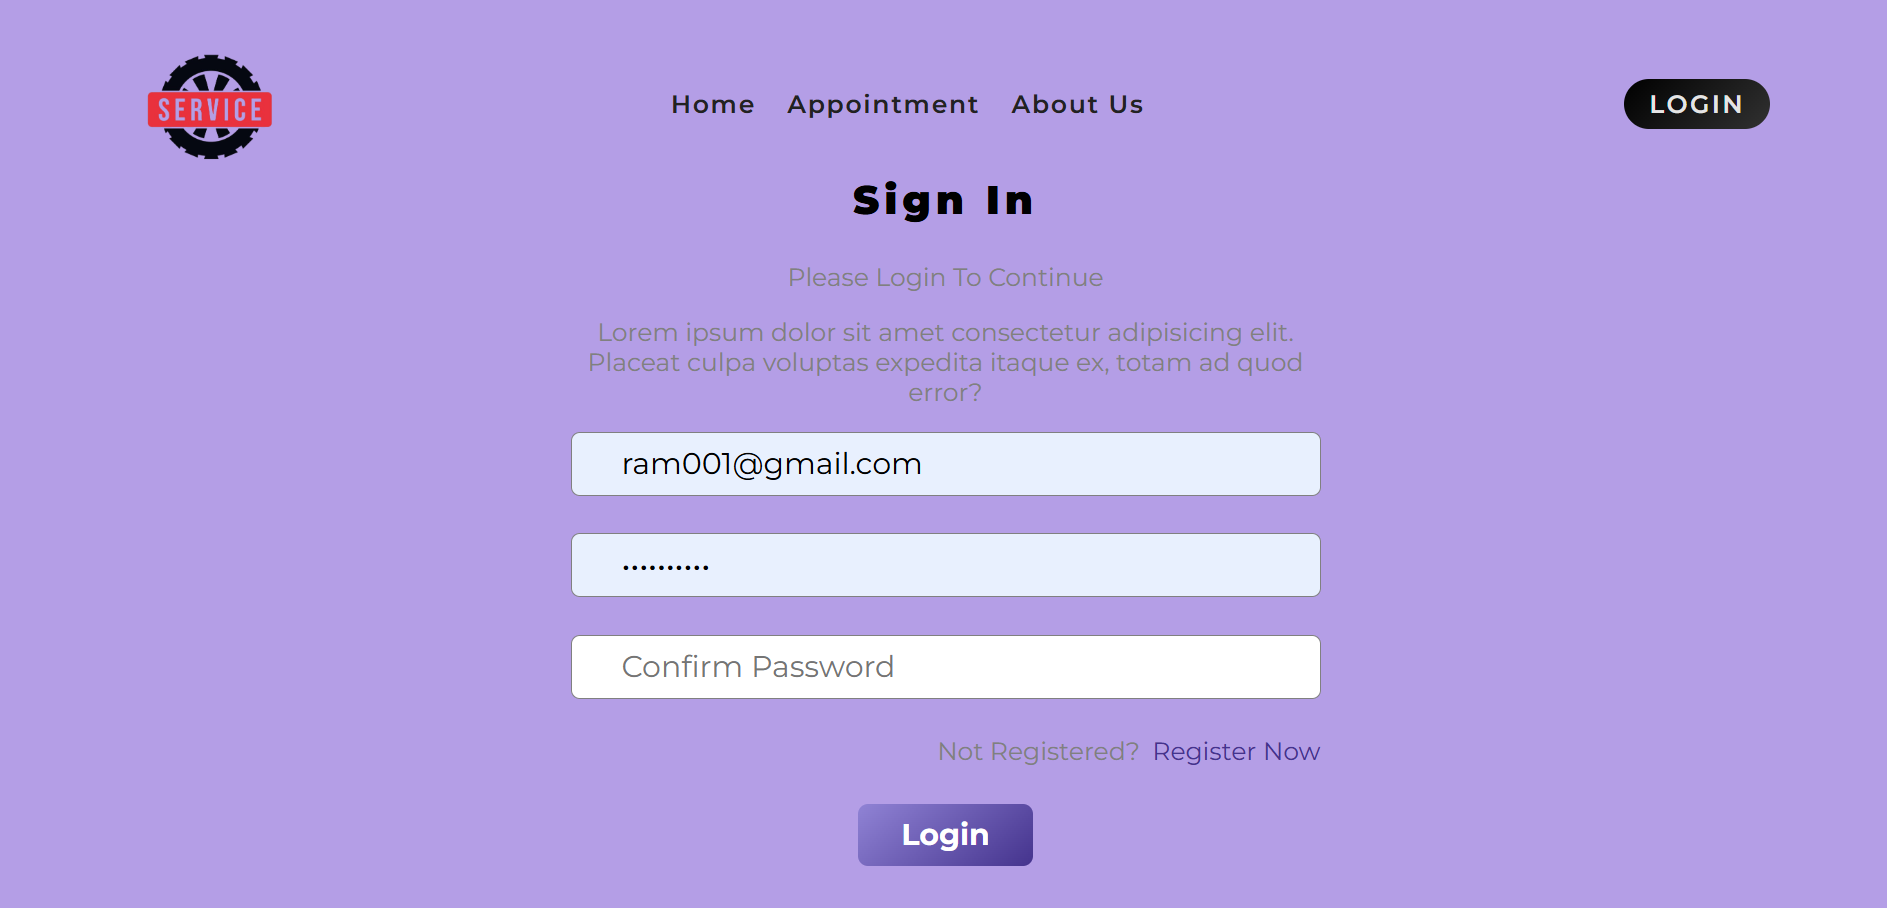 SERVICE
Home
Appointment
About Us
LOGIN
Sign In
Please Login To Continue
Lorem ipsum dolor sit amet consectetur adipisicing elit.
Placeat culpa voluptas expedita itaque ex, totam ad quod
error?
ram001@gmail.com
••••••••••
Confirm Password
Not Registered? Register Now
Login